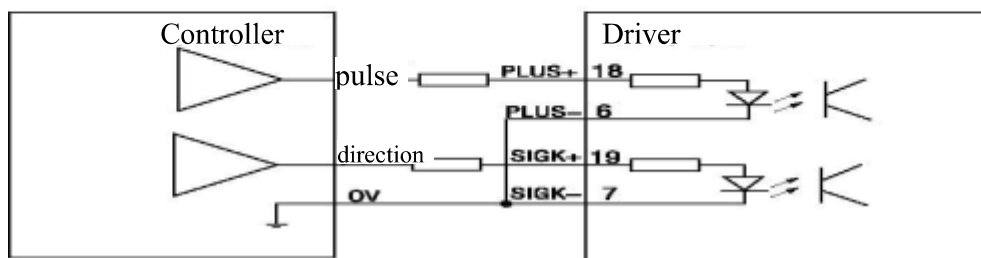 Controller Driver
pulse PLUS+ 18
PLUS- 6
direction SIGK+ 19
OV SIGK- 7